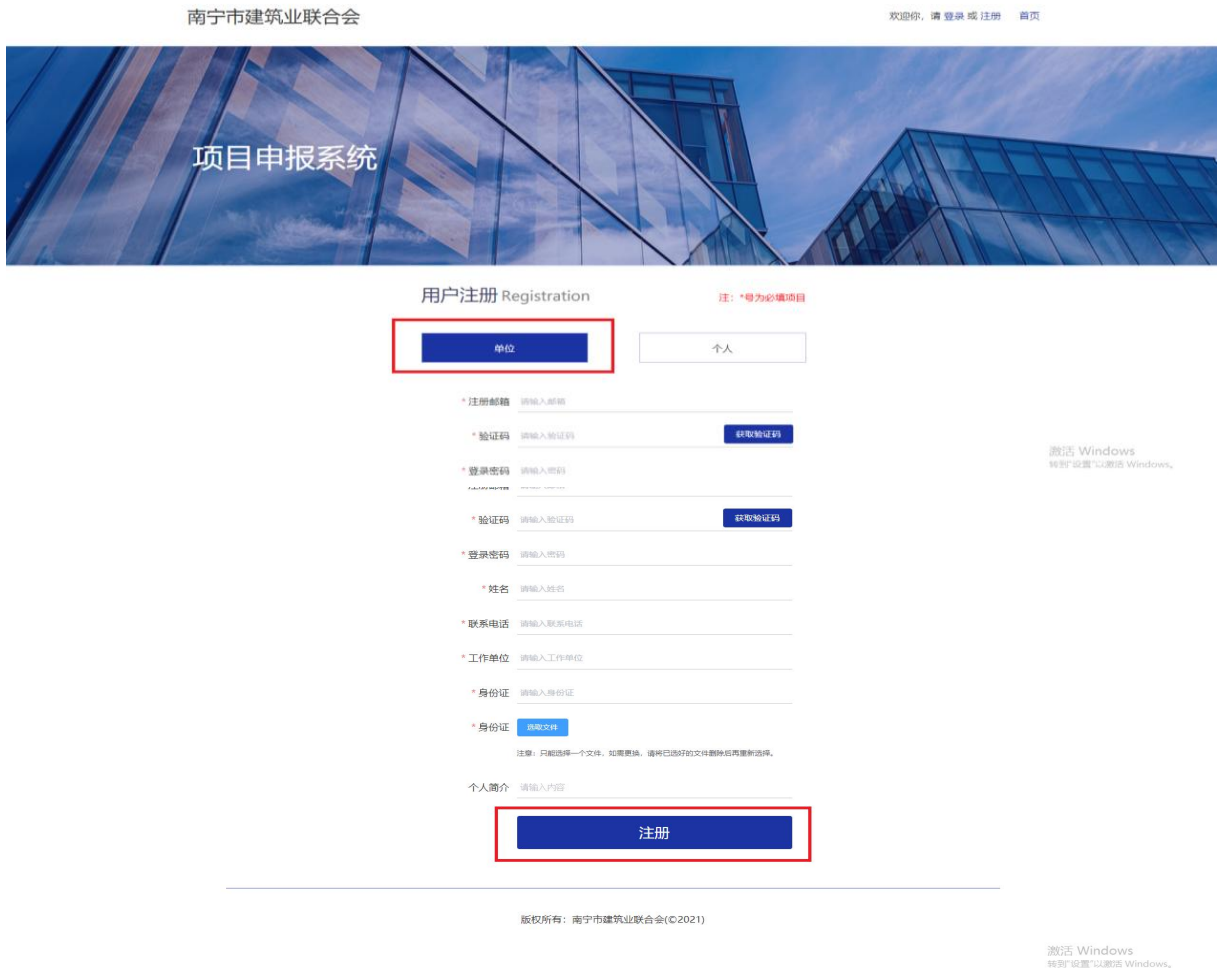 南宁市建筑业联合会
欢迎你，请 登录 或 注册 首页
项目申报系统
用户注册 Registration
注：*号为必填项目
单位 个人
* 注册邮箱 请输入邮箱
* 验证码 请输入验证码 获取验证码
激活 Windows
转到"设置"以激活 Windows。
* 登录密码 请输入密码
* 验证码 请输入验证码 获取验证码
* 登录密码 请输入密码
* 姓名 请输入姓名
* 联系电话 请输入联系电话
* 工作单位 请输入工作单位
* 身份证 请输入身份证
* 身份证 选取文件
注意：只能选择一个文件、如需更换，请将已选好的文件删除后再重新选择。
个人简介 请输入内容
注册
版权所有：南宁市建筑业联合会(©2021)
激活 Windows
转到"设置"以激活 Windows。